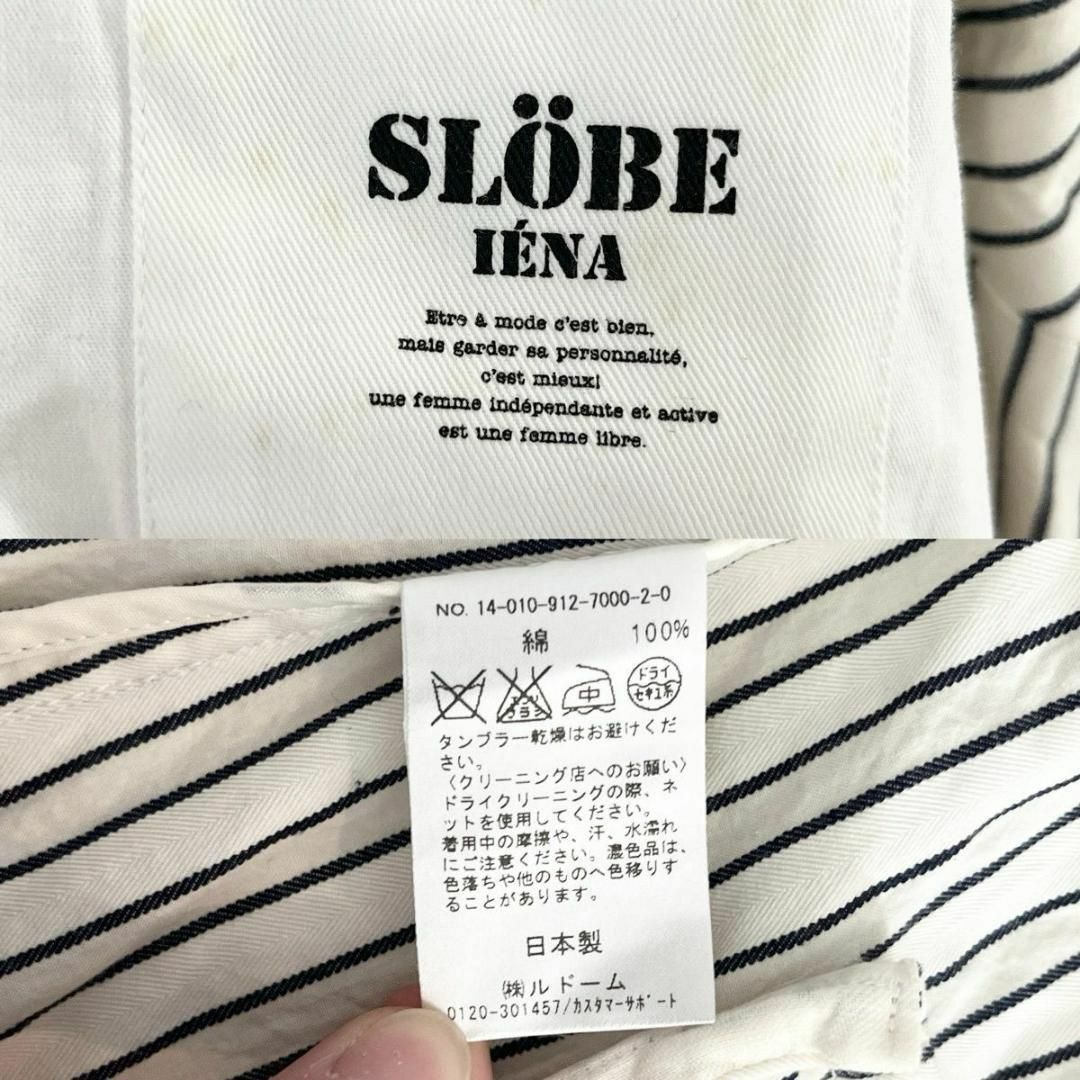 SLÖBE
IÉNA
Etre à mode c'est bien,
mais garder sa personnalité,
c'est mieux!
une femme indépendante et active
est une femme libre.
NO. 14-010-912-7000-2-0
綿 100%
エンソ サラシ 中 ドライ セキユ系
タンブラー乾燥はお避けくだ
さい。
〈クリーニング店へのお願い〉
ドライクリーニングの際、ネ
ットを使用してください。
着用中の摩擦や、汗、水濡れ
にご注意ください。濃色品は、
色落ちや他のものへ色移りす
ることがあります。
日本製
㈱ルドーム
0120-301457/カスタマーサポート